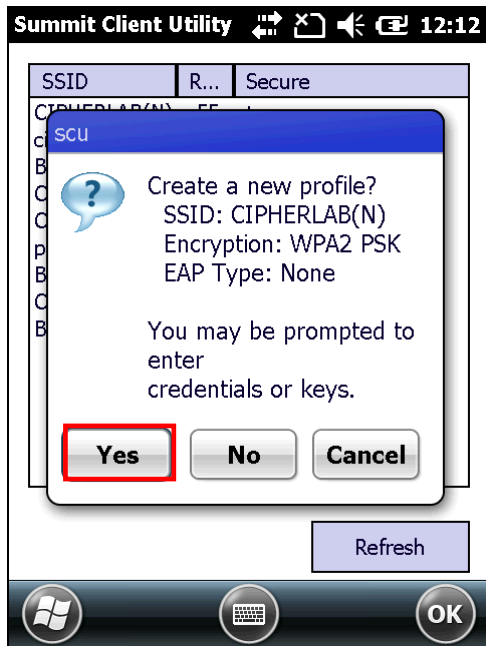 Summit Client Utility 12:12
SSID R... Secure
scu
Create a new profile?
SSID: CIPHERLAB(N)
Encryption: WPA2 PSK
EAP Type: None
You may be prompted to
enter
credentials or keys.
Yes No Cancel
Refresh
OK